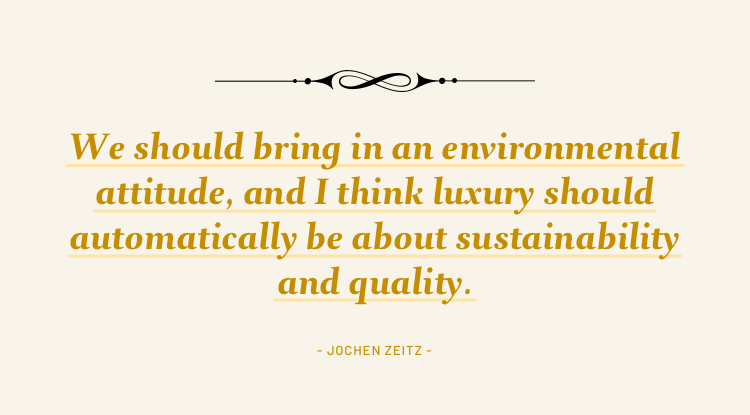 We should bring in an environmental
attitude, and I think luxury should
automatically be about sustainability
and quality.
- JOCHEN ZEITZ -